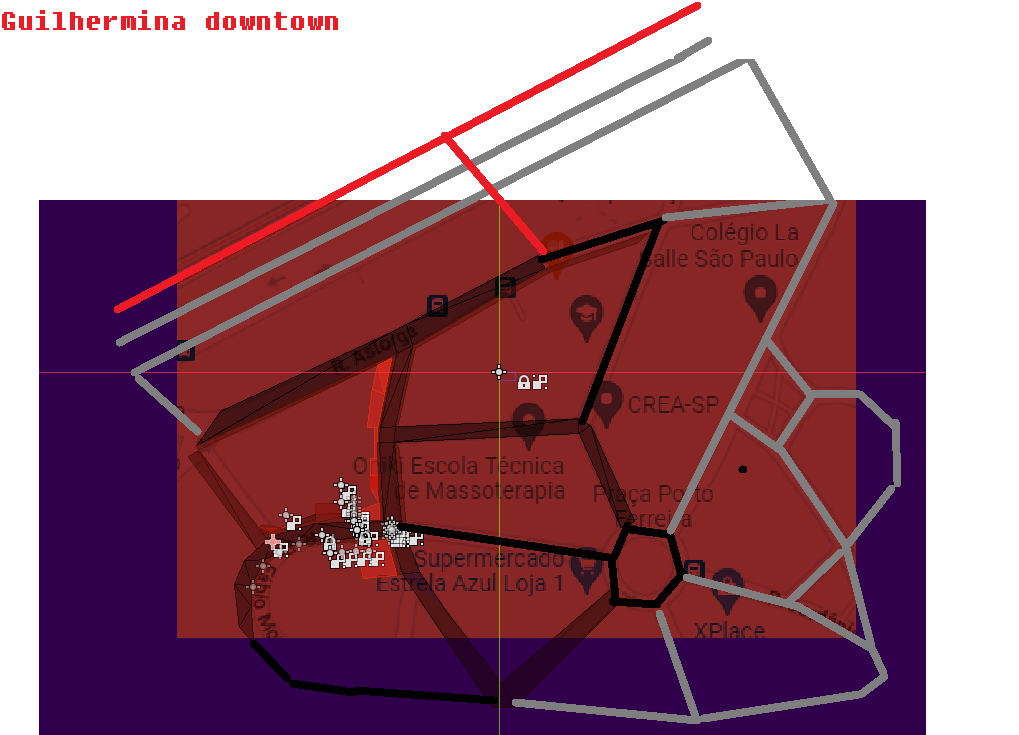 Guilhermina downtown
Colégio La
Salle São Paulo
R. Astorga
CREA-SP
Oniki Escola Técnica
de Massoterapia
Praça Porto
Ferreira
Supermercado
Estrela Azul Loja 1
XPlace